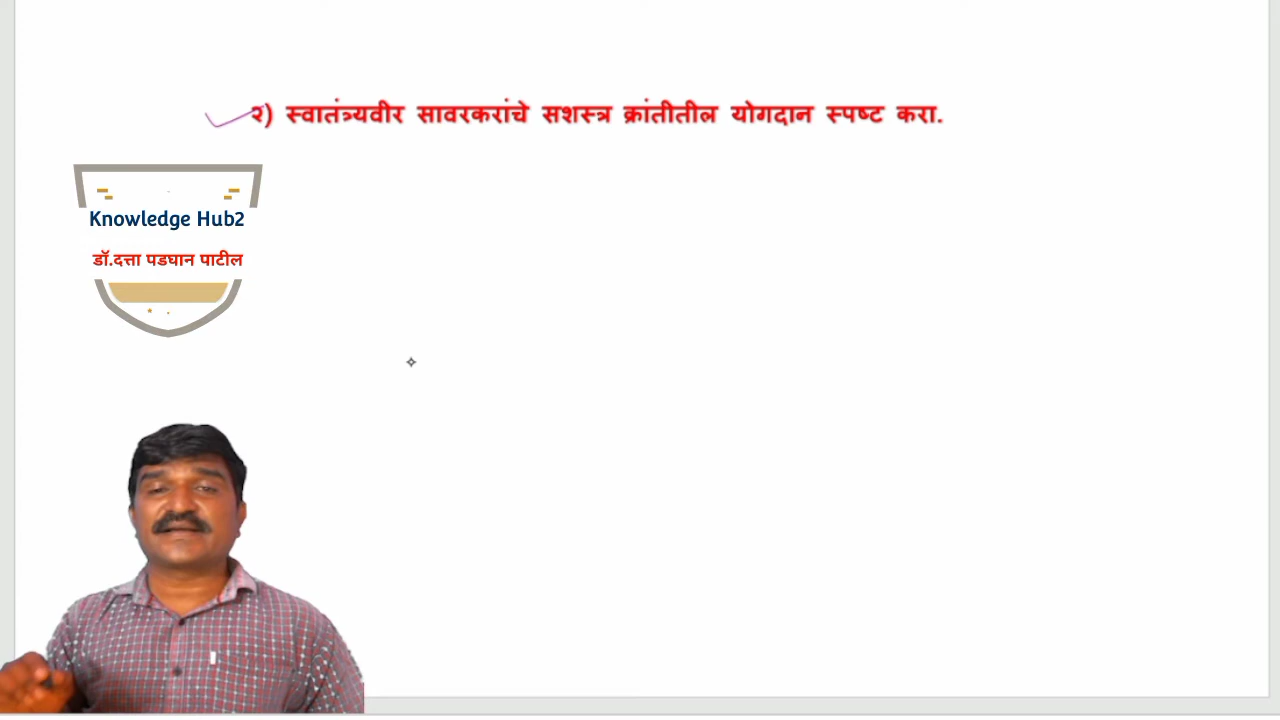 २) स्वातंत्र्यवीर सावरकरांचे सशस्त्र क्रांतीतील योगदान स्पष्ट करा.
Knowledge Hub2
डॉ.दत्ता पडघान पाटील